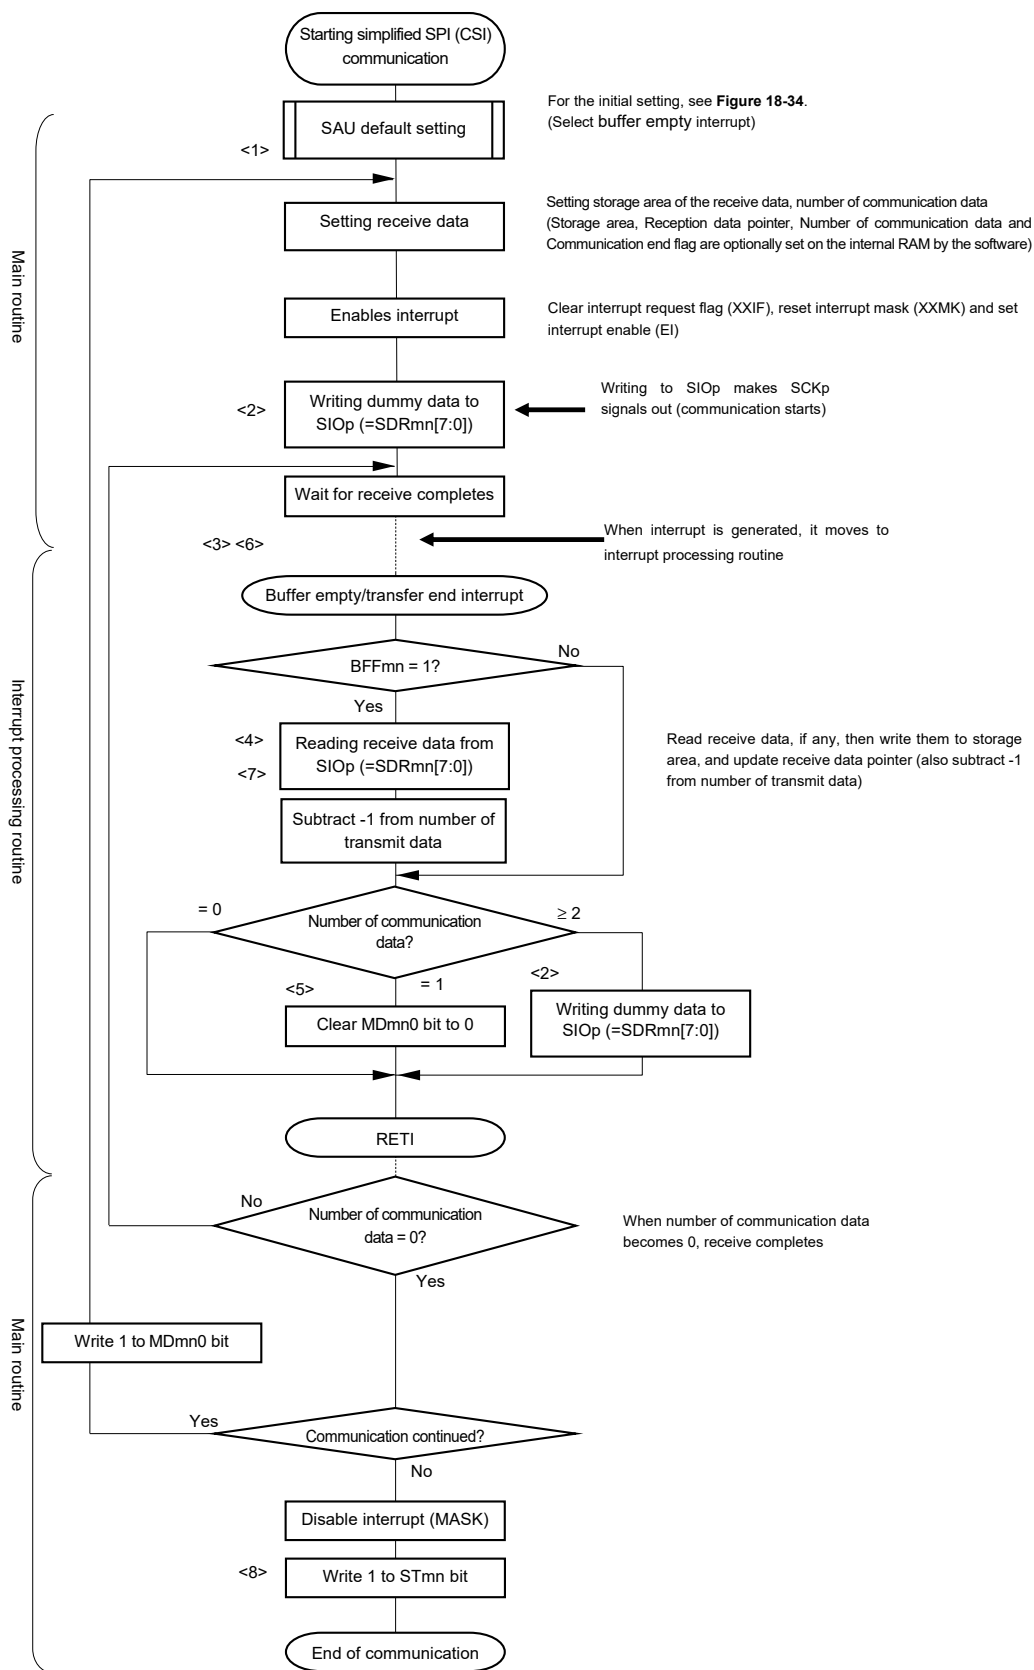 Starting simplified SPI (CSI)
communication
For the initial setting, see Figure 18-34.
(Select buffer empty interrupt)
SAU default setting
<1>
Setting storage area of the receive data, number of communication data
(Storage area, Reception data pointer, Number of communication data and
Communication end flag are optionally set on the internal RAM by the software)
Setting receive data
Main routine
Enables interrupt
Clear interrupt request flag (XXIF), reset interrupt mask (XXMK) and set
interrupt enable (EI)
<2>
Writing dummy data to
SIOp (=SDRmn[7:0])
Writing to SIOp makes SCKp
signals out (communication starts)
Wait for receive completes
<3> <6>
When interrupt is generated, it moves to
interrupt processing routine
Buffer empty/transfer end interrupt
BFFmn = 1?
No
Yes
Interrupt processing routine
<4>
<7>
Reading receive data from
SIOp (=SDRmn[7:0])
Read receive data, if any, then write them to storage
area, and update receive data pointer (also subtract -1
from number of transmit data)
Subtract -1 from number of
transmit data
= 0
Number of communication
data?
≥ 2
= 1
<5>
Clear MDmn0 bit to 0
<2>
Writing dummy data to
SIOp (=SDRmn[7:0])
RETI
No
Number of communication
data = 0?
When number of communication data
becomes 0, receive completes
Yes
Main routine
Write 1 to MDmn0 bit
Yes
Communication continued?
No
Disable interrupt (MASK)
<8>
Write 1 to STmn bit
End of communication